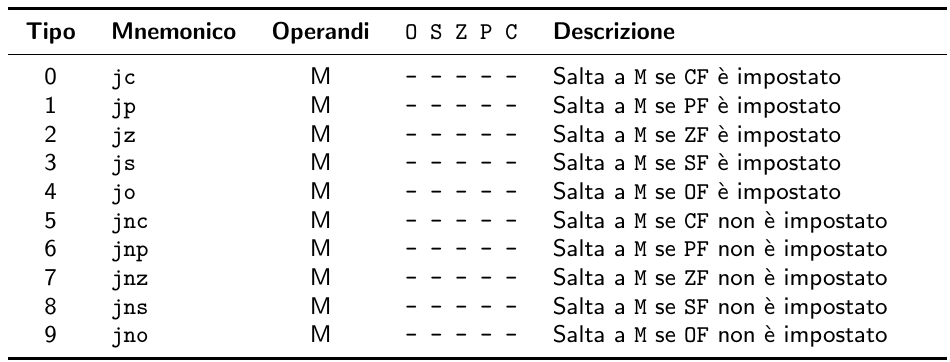 Tipo Mnemonico Operandi O S Z P C Descrizione
0 jc M - - - - - Salta a M se CF è impostato
1 jp M - - - - - Salta a M se PF è impostato
2 jz M - - - - - Salta a M se ZF è impostato
3 js M - - - - - Salta a M se SF è impostato
4 jo M - - - - - Salta a M se OF è impostato
5 jnc M - - - - - Salta a M se CF non è impostato
6 jnp M - - - - - Salta a M se PF non è impostato
7 jnz M - - - - - Salta a M se ZF non è impostato
8 jns M - - - - - Salta a M se SF non è impostato
9 jno M - - - - - Salta a M se OF non è impostato